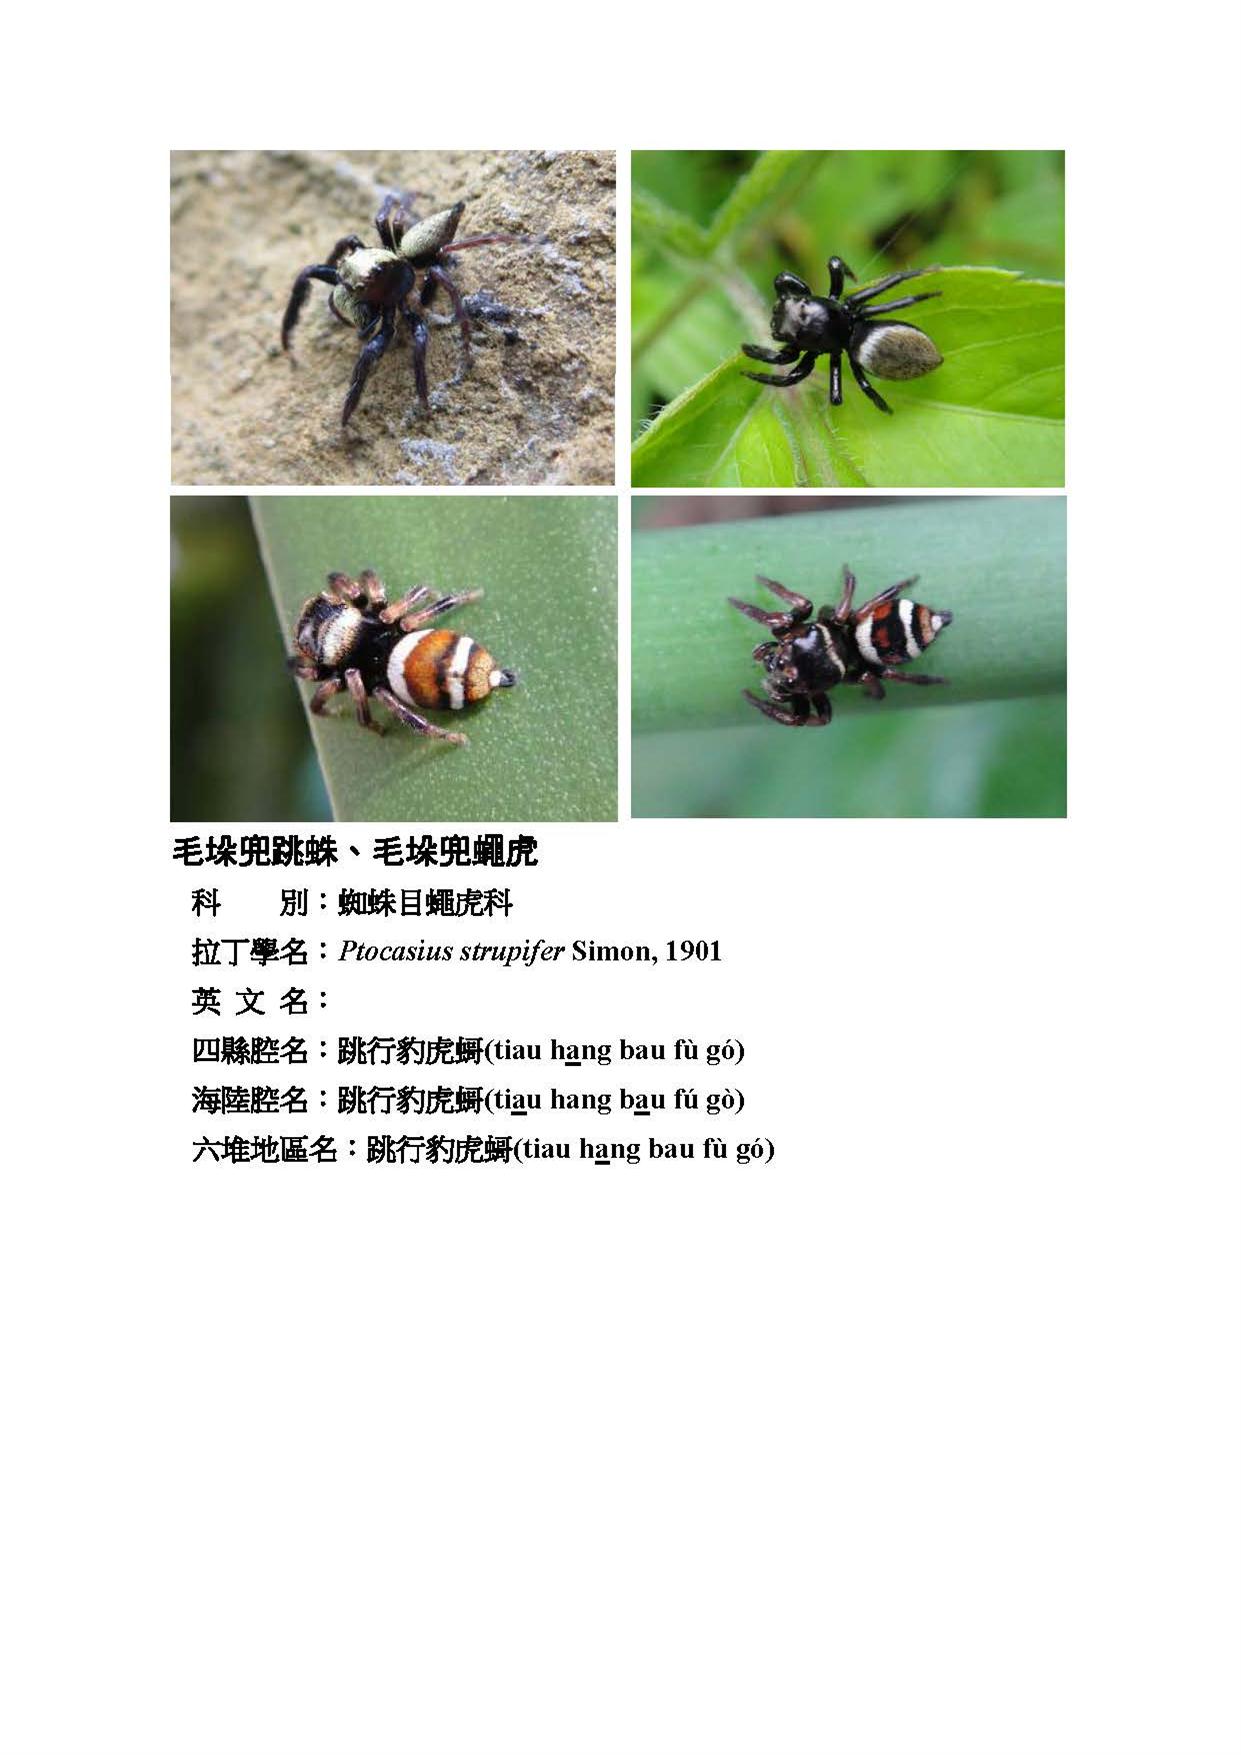 毛垛兜跳蛛、毛垛兜蠅虎
科　　別：蜘蛛目蠅虎科
拉丁學名：Ptocasius strupifer Simon, 1901
英 文 名：
四縣腔名：跳行豹虎䗁(tiau hang bau fù gó)
海陸腔名：跳行豹虎䗁(tiau hang bau fú gò)
六堆地區名：跳行豹虎䗁(tiau hang bau fù gó)